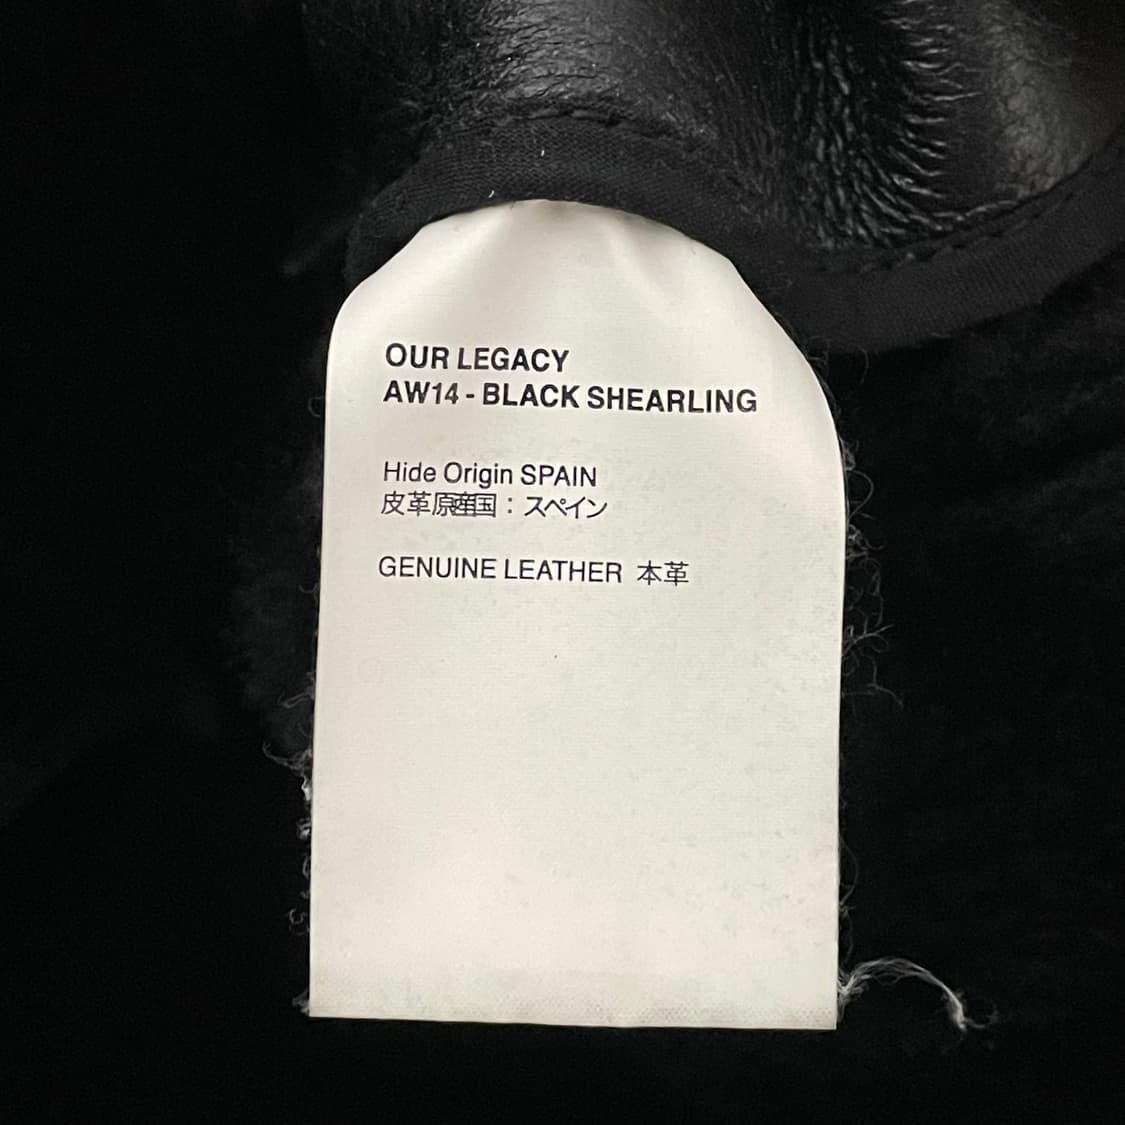 OUR LEGACY
AW14 - BLACK SHEARLING
Hide Origin SPAIN
皮革原産国：スペイン
GENUINE LEATHER 本革